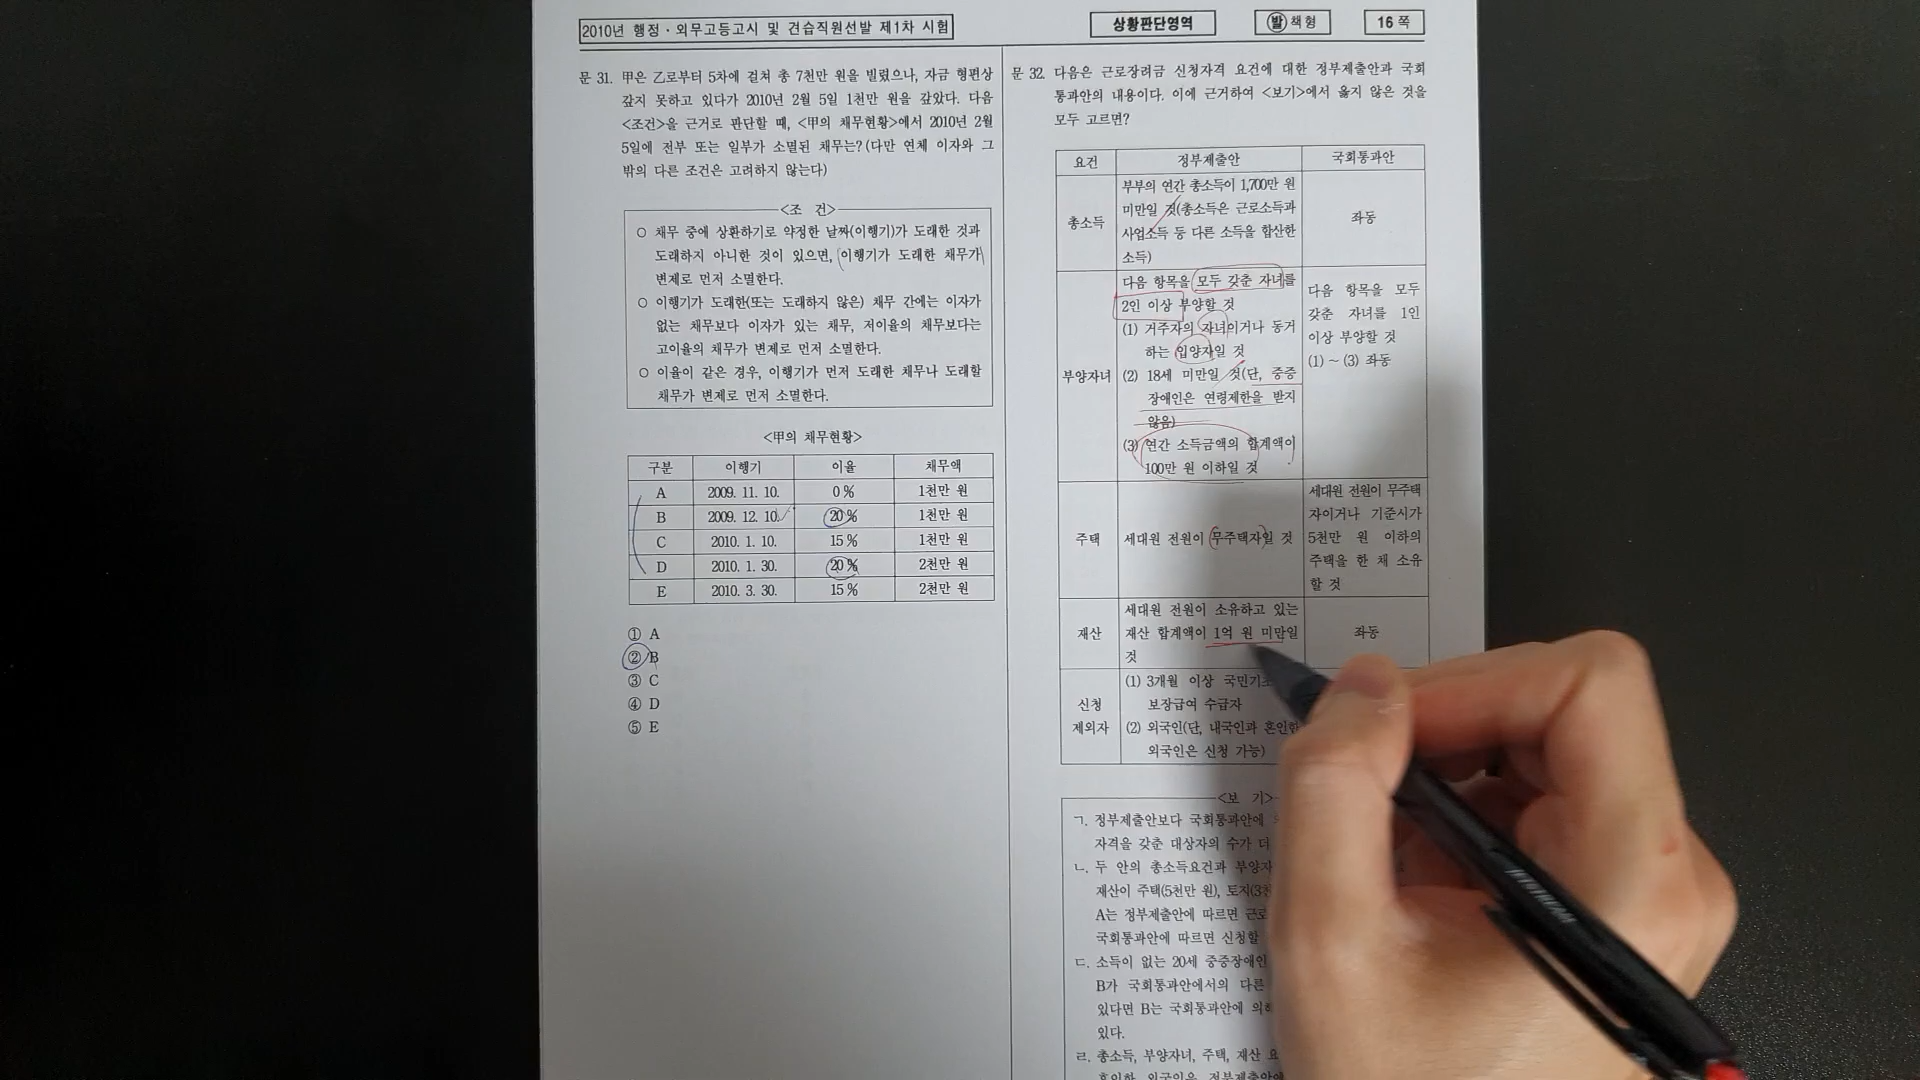 2010년 행정·외무고등고시 및 견습직원선발 제1차 시험
상황판단영역
발 책형
16 쪽
문 31. 甲은 乙로부터 5차에 걸쳐 총 7천만 원을 빌렸으나, 자금 형편상
갚지 못하고 있다가 2010년 2월 5일 1천만 원을 갚았다. 다음
<조건>을 근거로 판단할 때, <甲의 채무현황>에서 2010년 2월
5일에 전부 또는 일부가 소멸된 채무는?(다만 연체 이자와 그
밖의 다른 조건은 고려하지 않는다)
<조 건>
○ 채무 중에 상환하기로 약정한 날짜(이행기)가 도래한 것과
도래하지 아니한 것이 있으면, 이행기가 도래한 채무가
변제로 먼저 소멸한다.
○ 이행기가 도래한(또는 도래하지 않은) 채무 간에는 이자가
없는 채무보다 이자가 있는 채무, 저이율의 채무보다는
고이율의 채무가 변제로 먼저 소멸한다.
○ 이율이 같은 경우, 이행기가 먼저 도래한 채무나 도래할
채무가 변제로 먼저 소멸한다.
<甲의 채무현황>
구분 이행기 이율 채무액
A 2009. 11. 10. 0% 1천만 원
B 2009. 12. 10. 20% 1천만 원
C 2010. 1. 10. 15% 1천만 원
D 2010. 1. 30. 20% 2천만 원
E 2010. 3. 30. 15% 2천만 원
① A
② B
③ C
④ D
⑤ E
문 32. 다음은 근로장려금 신청자격 요건에 대한 정부제출안과 국회
통과안의 내용이다. 이에 근거하여 <보기>에서 옳지 않은 것을
모두 고르면?
요건 정부제출안 국회통과안
총소득
부부의 연간 총소득이 1,700만 원
미만일 것(총소득은 근로소득과
사업소득 등 다른 소득을 합산한
소득)
좌동
부양자녀
다음 항목을 모두 갖춘 자녀를
2인 이상 부양할 것
(1) 거주자의 자녀이거나 동거
하는 입양자일 것
(2) 18세 미만일 것(단, 중증
장애인은 연령제한을 받지
않음)
(3) 연간 소득금액의 합계액이
100만 원 이하일 것
다음 항목을 모두
갖춘 자녀를 1인
이상 부양할 것
(1) ~ (3) 좌동
주택
세대원 전원이 무주택자일 것
세대원 전원이 무주택
자이거나 기준시가
5천만 원 이하의
주택을 한 채 소유
할 것
재산
세대원 전원이 소유하고 있는
재산 합계액이 1억 원 미만일
것
좌동
신청
제외자
(1) 3개월 이상
보장급여 수급자
(2) 외국인(단, 내국인과 혼인한
외국인은 신청 가능)
<보 기>
ㄱ. 정부제출안보다 국회통과안에
자격을 갖춘 대상자의 수가 더
ㄴ. 두 안의 총소득요건과
재산이 주택(5천만 원),
A는 정부제출안에 따르면
국회통과안에 따르면 신청할
ㄷ. 소득이 없는 20세 중증장애인
B가 국회통과안에서의 다른
있다면 B는 국회통과안에
있다.
ㄹ. 총소득, 부양자녀, 주택, 재산